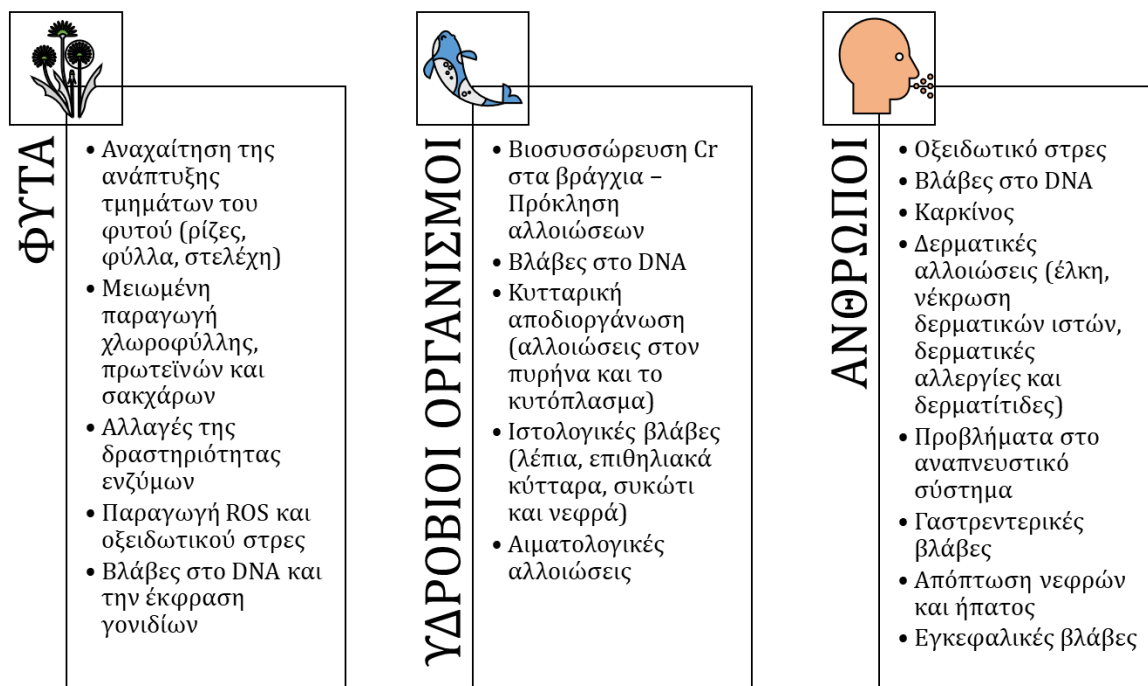 ΦΥΤΑ
• Αναχαίτηση της
ανάπτυξης
τμημάτων του
φυτού (ρίζες,
φύλλα, στελέχη)
• Μειωμένη
παραγωγή
χλωροφύλλης,
πρωτεϊνών και
σακχάρων
• Αλλαγές της
δραστηριότητας
ενζύμων
• Παραγωγή ROS και
οξειδωτικού στρες
• Βλάβες στο DNA και
την έκφραση
γονιδίων
ΥΔΡΟΒΙΟΙ ΟΡΓΑΝΙΣΜΟΙ
• Βιοσυσσώρευση Cr
στα βράγχια –
Πρόκληση
αλλοιώσεων
• Βλάβες στο DNA
• Κυτταρική
αποδιοργάνωση
(αλλοιώσεις στον
πυρήνα και το
κυτόπλασμα)
• Ιστολογικές βλάβες
(λέπια, επιθηλιακά
κύτταρα, συκώτι
και νεφρά)
• Αιματολογικές
αλλοιώσεις
ΑΝΘΡΩΠΟΙ
• Οξειδωτικό στρες
• Βλάβες στο DNA
• Καρκίνος
• Δερματικές
αλλοιώσεις (έλκη,
νέκρωση
δερματικών ιστών,
δερματικές
αλλεργίες και
δερματίτιδες)
• Προβλήματα στο
αναπνευστικό
σύστημα
• Γαστρεντερικές
βλάβες
• Απόπτωση νεφρών
και ήπατος
• Εγκεφαλικές βλάβες